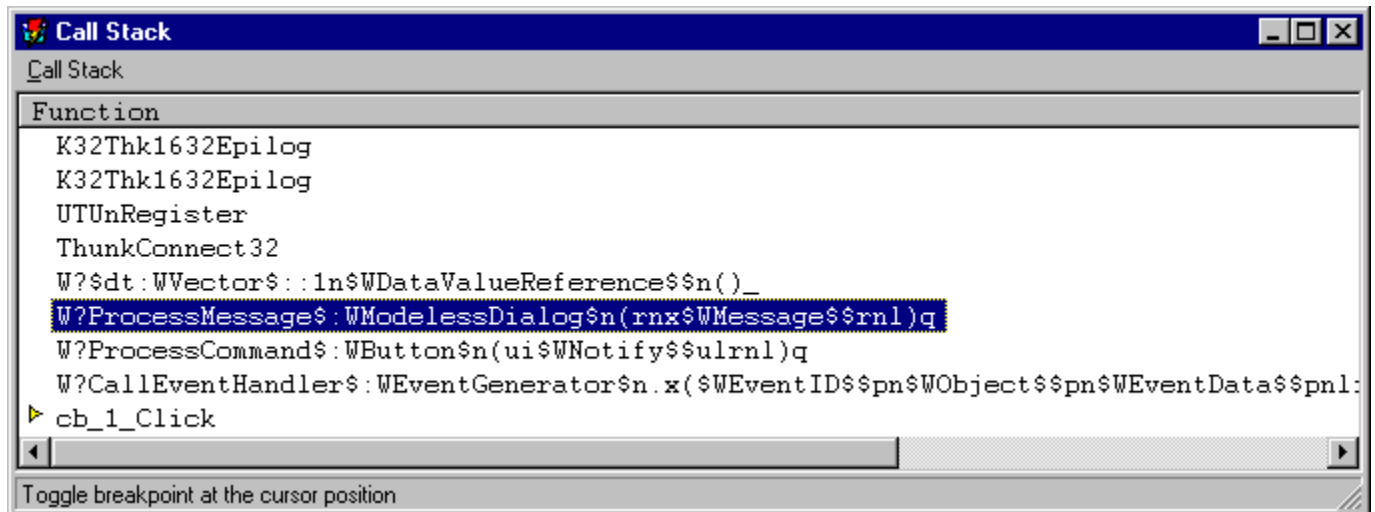 Call Stack
Call Stack
Function
K32Thk1632Epilog
K32Thk1632Epilog
UTUnRegister
ThunkConnect32
W?$dt:WVector$::1n$WDataValueReference$$n()_
W?ProcessMessage$:WModelessDialog$n(rnx$WMessage$$rnl)q
W?ProcessCommand$:WButton$n(ui$WNotify$$ulrnl)q
W?CallEventHandler$:WEventGenerator$n.x($WEventID$$pn$WObject$$pn$WEventData$$pnl
cb_1_Click
Toggle breakpoint at the cursor position